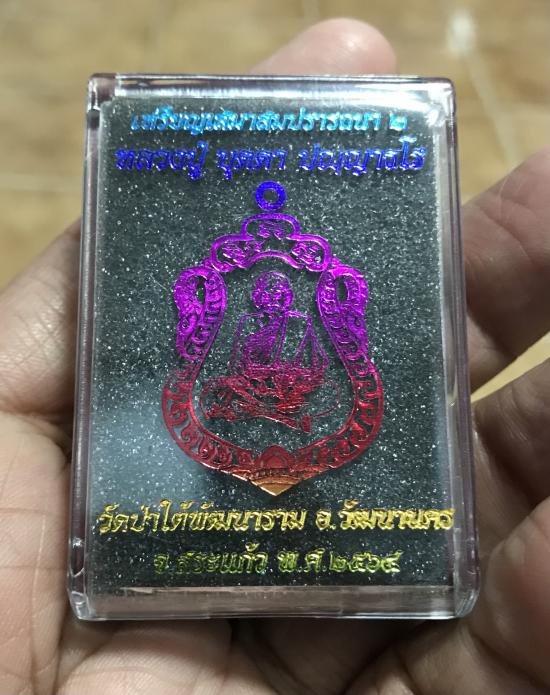 เหรียญเสมาสมปรารถนา ๒
หลวงปู่ บุดดา ปญฺญาธโร
วัดป่าใต้พัฒนาราม อ.วัฒนานคร
จ.สระแก้ว พ.ศ.๒๕๖๔